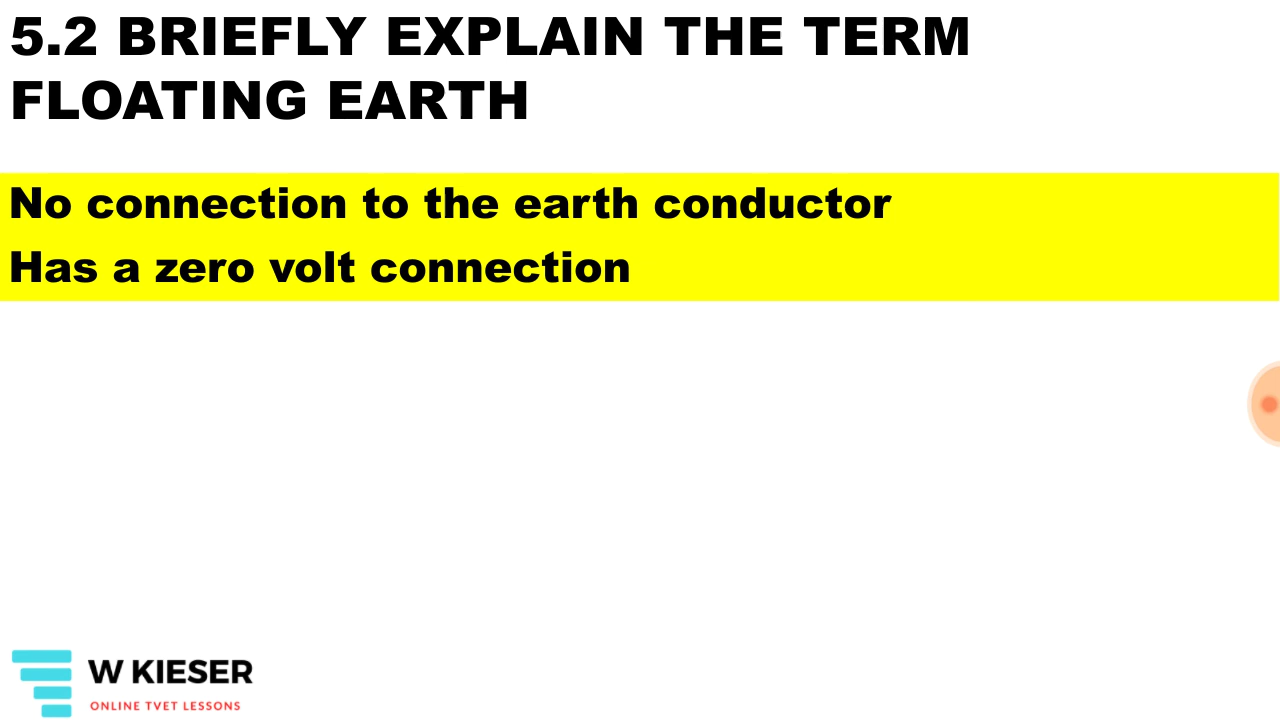 5.2 BRIEFLY EXPLAIN THE TERM
FLOATING EARTH
No connection to the earth conductor
Has a zero volt connection
W KIESER
ONLINE TVET LESSONS